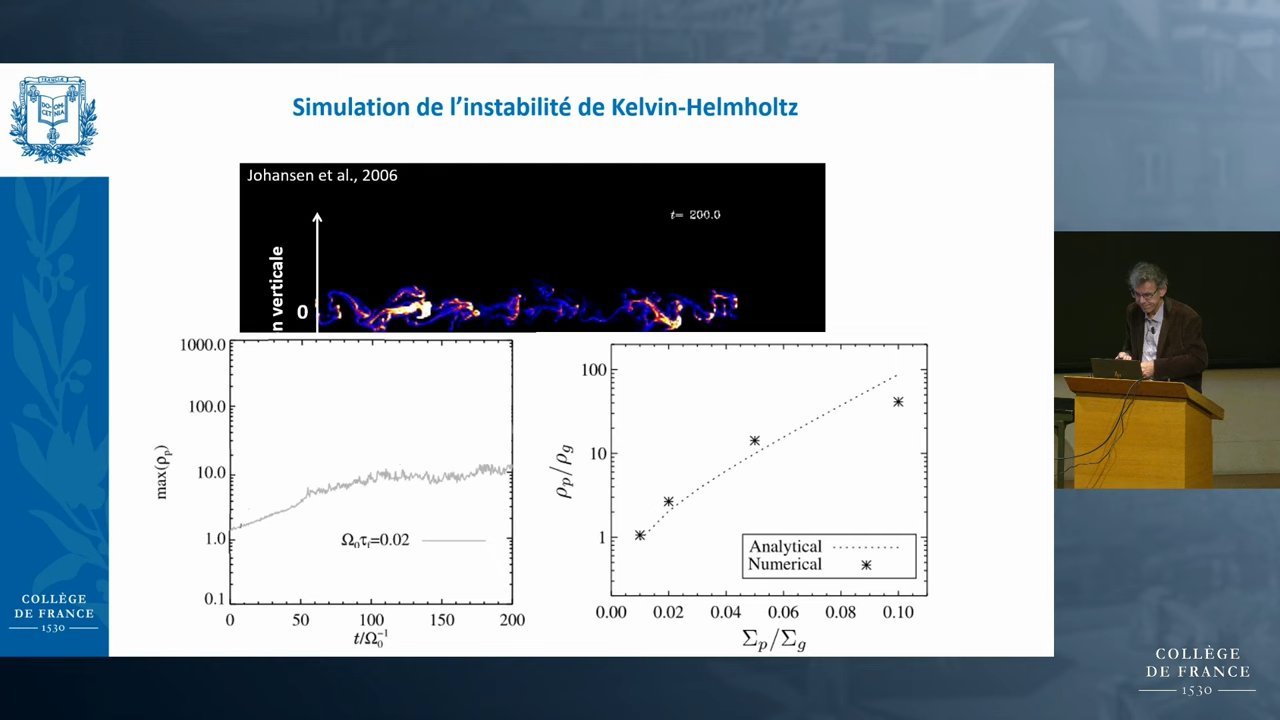 Simulation de l'instabilité de Kelvin-Helmholtz
Johansen et al., 2006
t= 200.0
n verticale
0
1000.0
100.0
10.0
1.0
0.1
max(ρp)
Ω₀τf=0.02
0 50 100 150 200
t/Ω₀⁻¹
100
10
1
ρp/ρg
Analytical
Numerical
0.00 0.02 0.04 0.06 0.08 0.10
Σp/Σg
COLLÈGE
DE FRANCE
1530
COLLÈGE
DE FRANCE
1530